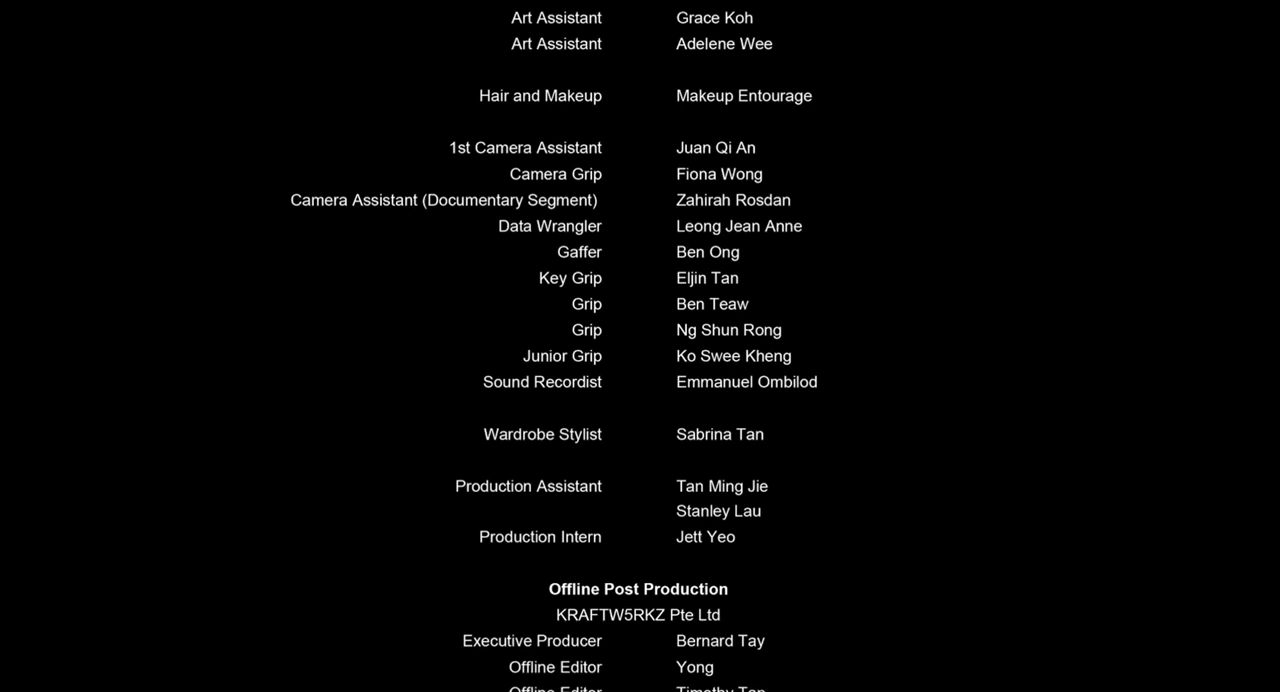 Art Assistant Grace Koh
Art Assistant Adelene Wee
Hair and Makeup Makeup Entourage
1st Camera Assistant Juan Qi An
Camera Grip Fiona Wong
Camera Assistant (Documentary Segment) Zahirah Rosdan
Data Wrangler Leong Jean Anne
Gaffer Ben Ong
Key Grip Eljin Tan
Grip Ben Teaw
Grip Ng Shun Rong
Junior Grip Ko Swee Kheng
Sound Recordist Emmanuel Ombilod
Wardrobe Stylist Sabrina Tan
Production Assistant Tan Ming Jie
Stanley Lau
Production Intern Jett Yeo
Offline Post Production
KRAFTW5RKZ Pte Ltd
Executive Producer Bernard Tay
Offline Editor Yong
Offline Editor Timothy Tan